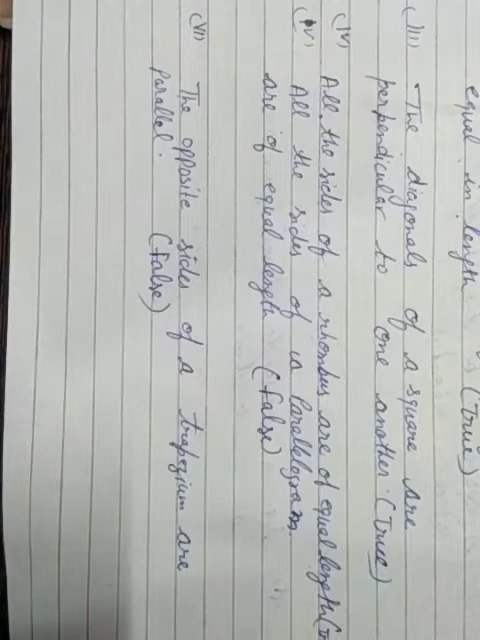 equal in length (True)
(iii) The diagonals of a square are
perpendicular to one another. (True)
(iv) All the sides of a rhombus are of equal length (T
(v) All the sides of a Parallelogram.
are of equal length (false)
(vi) The opposite sides of a trapezium are
parallel. (false)